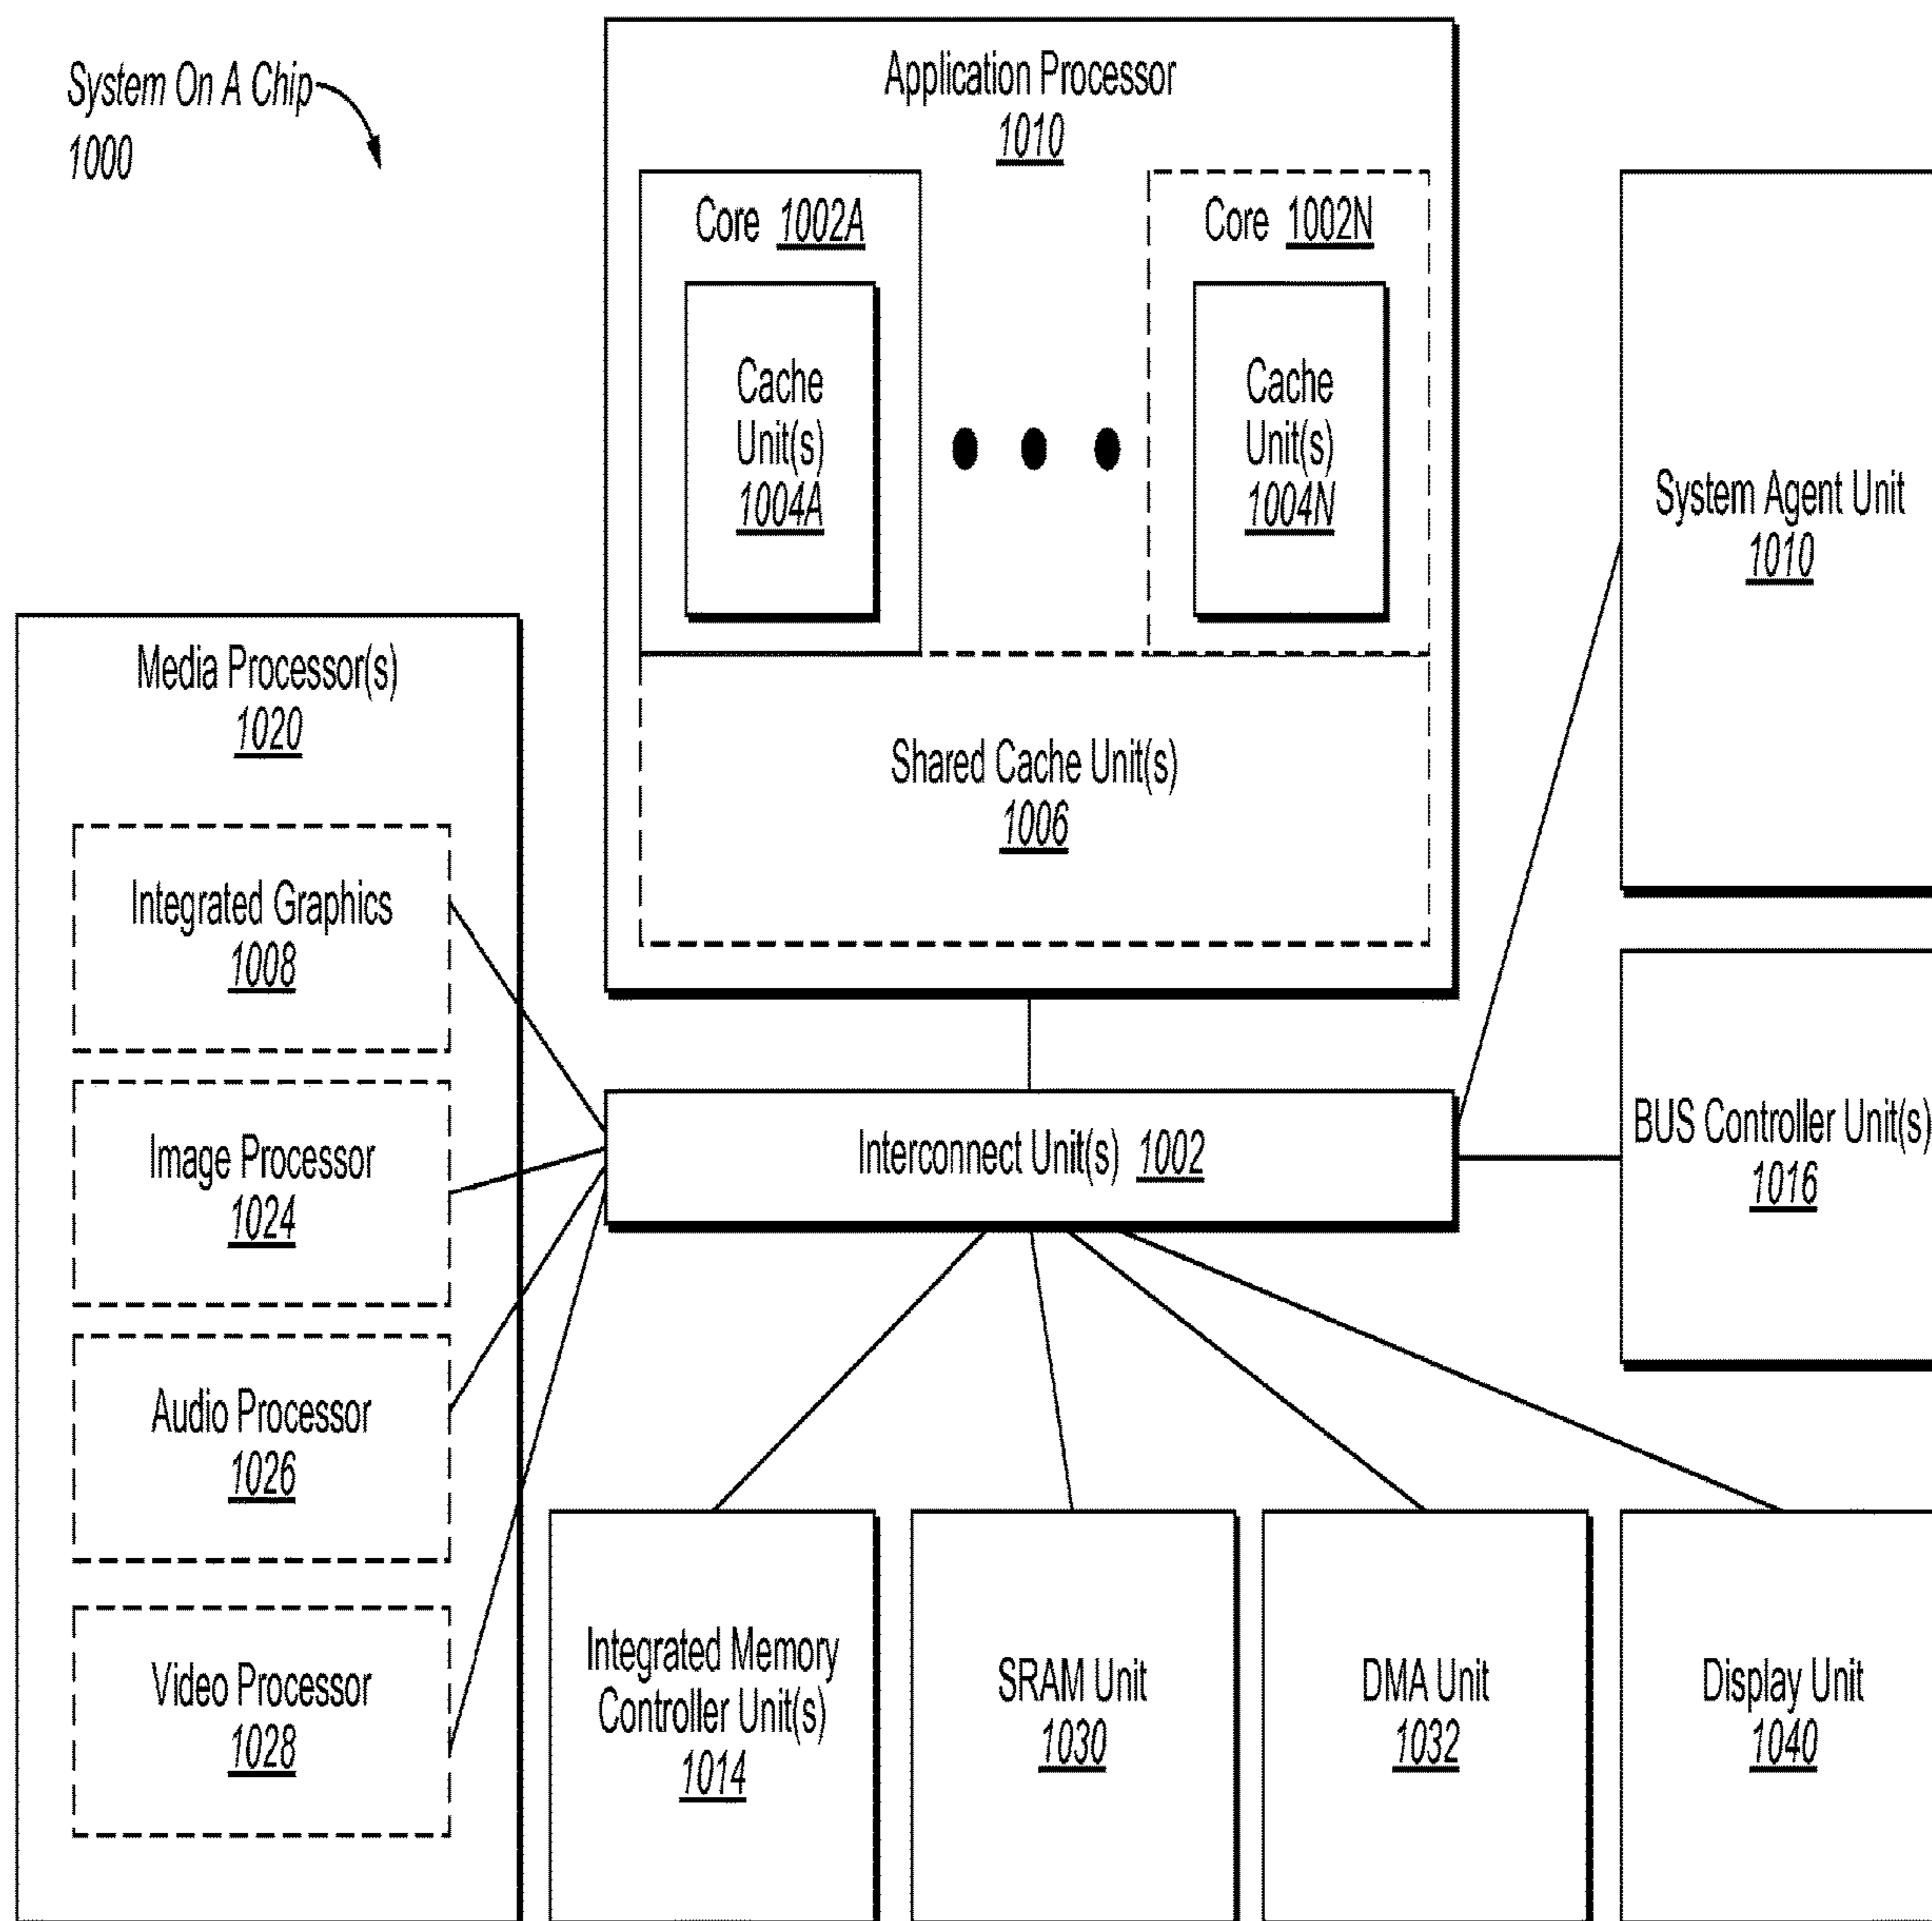 System On A Chip
1000
Application Processor
1010
Core 1002A
Cache
Unit(s)
1004A
Core 1002N
Cache
Unit(s)
1004N
Shared Cache Unit(s)
1006
System Agent Unit
1010
Media Processor(s)
1020
Integrated Graphics
1008
Image Processor
1024
Audio Processor
1026
Video Processor
1028
Interconnect Unit(s) 1002
BUS Controller Unit(s)
1016
Integrated Memory
Controller Unit(s)
1014
SRAM Unit
1030
DMA Unit
1032
Display Unit
1040